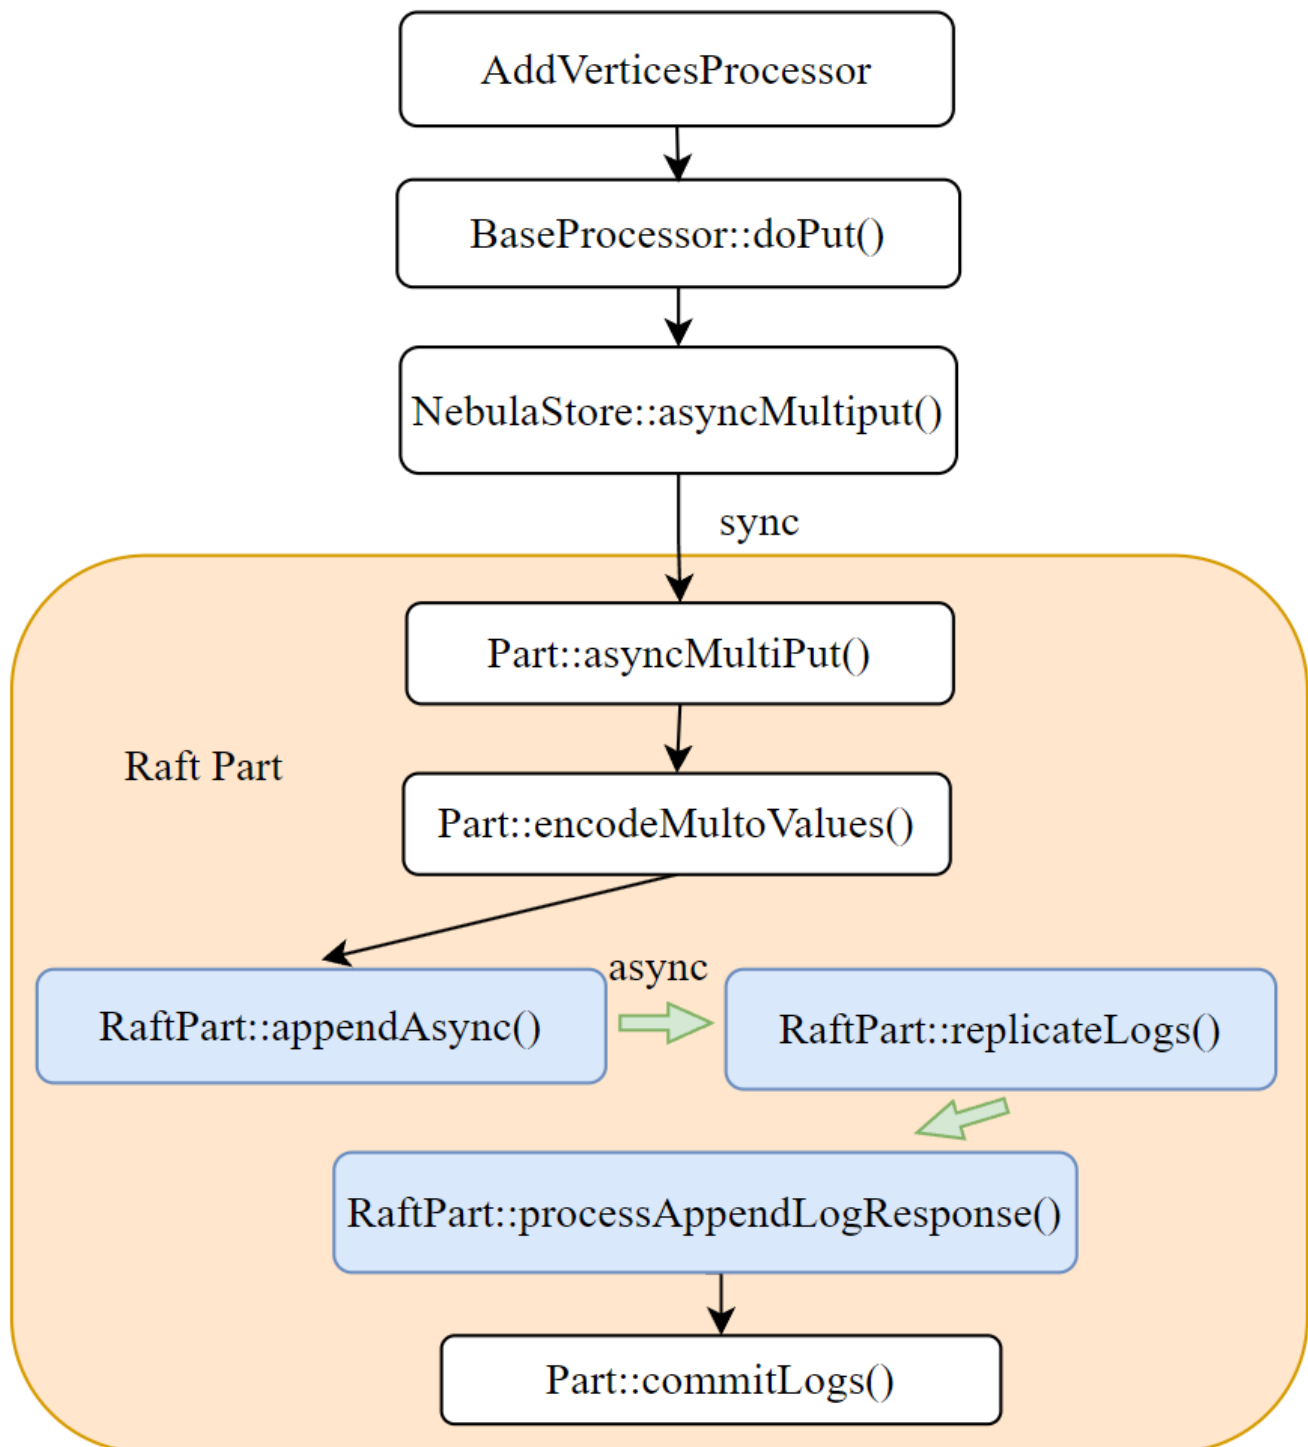 AddVerticesProcessor
BaseProcessor::doPut()
NebulaStore::asyncMultiput()
sync
Part::asyncMultiPut()
Raft Part
Part::encodeMultoValues()
async
RaftPart::appendAsync()
RaftPart::replicateLogs()
RaftPart::processAppendLogResponse()
Part::commitLogs()